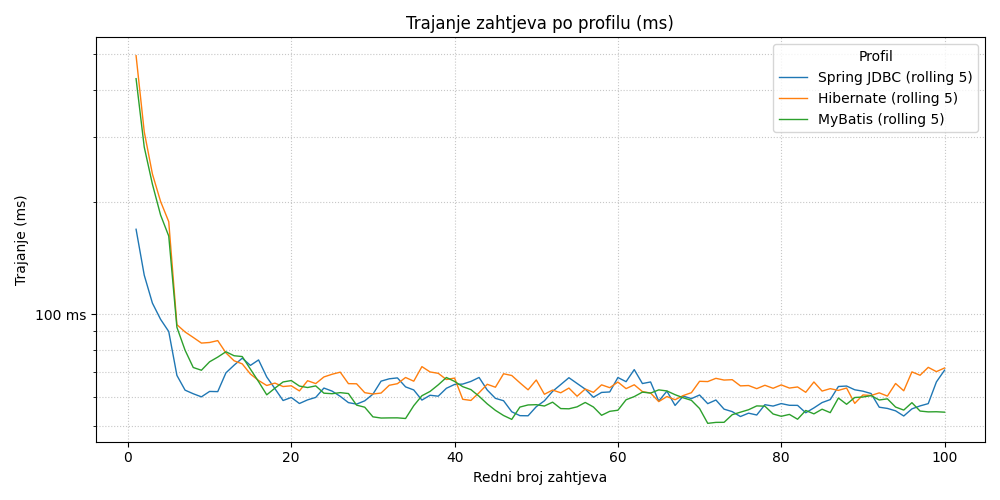 Trajanje zahtjeva po profilu (ms)
Profil
Spring JDBC (rolling 5)
Hibernate (rolling 5)
MyBatis (rolling 5)
Trajanje (ms)
100 ms
0 20 40 60 80 100
Redni broj zahtjeva